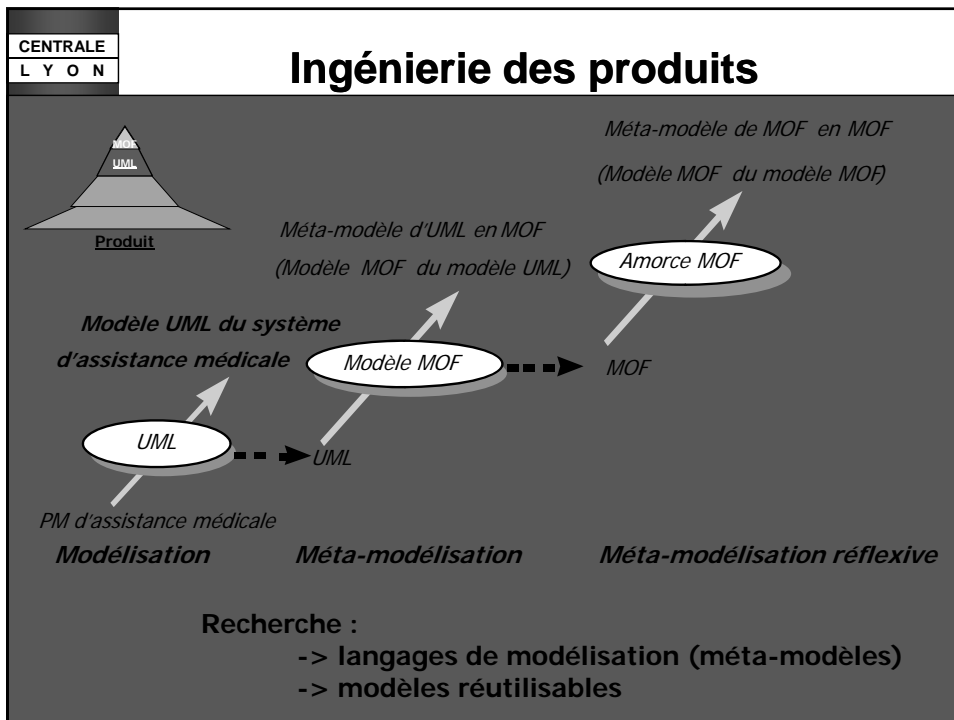 CENTRALE
L Y O N
Ingénierie des produits
MOF
UML
Produit
Méta-modèle de MOF en MOF
(Modèle MOF du modèle MOF)
Méta-modèle d'UML en MOF
(Modèle MOF du modèle UML)
Amorce MOF
Modèle UML du système
d'assistance médicale
Modèle MOF
MOF
UML
UML
PM d'assistance médicale
Modélisation
Méta-modélisation
Méta-modélisation réflexive
Recherche :
-> langages de modélisation (méta-modèles)
-> modèles réutilisables